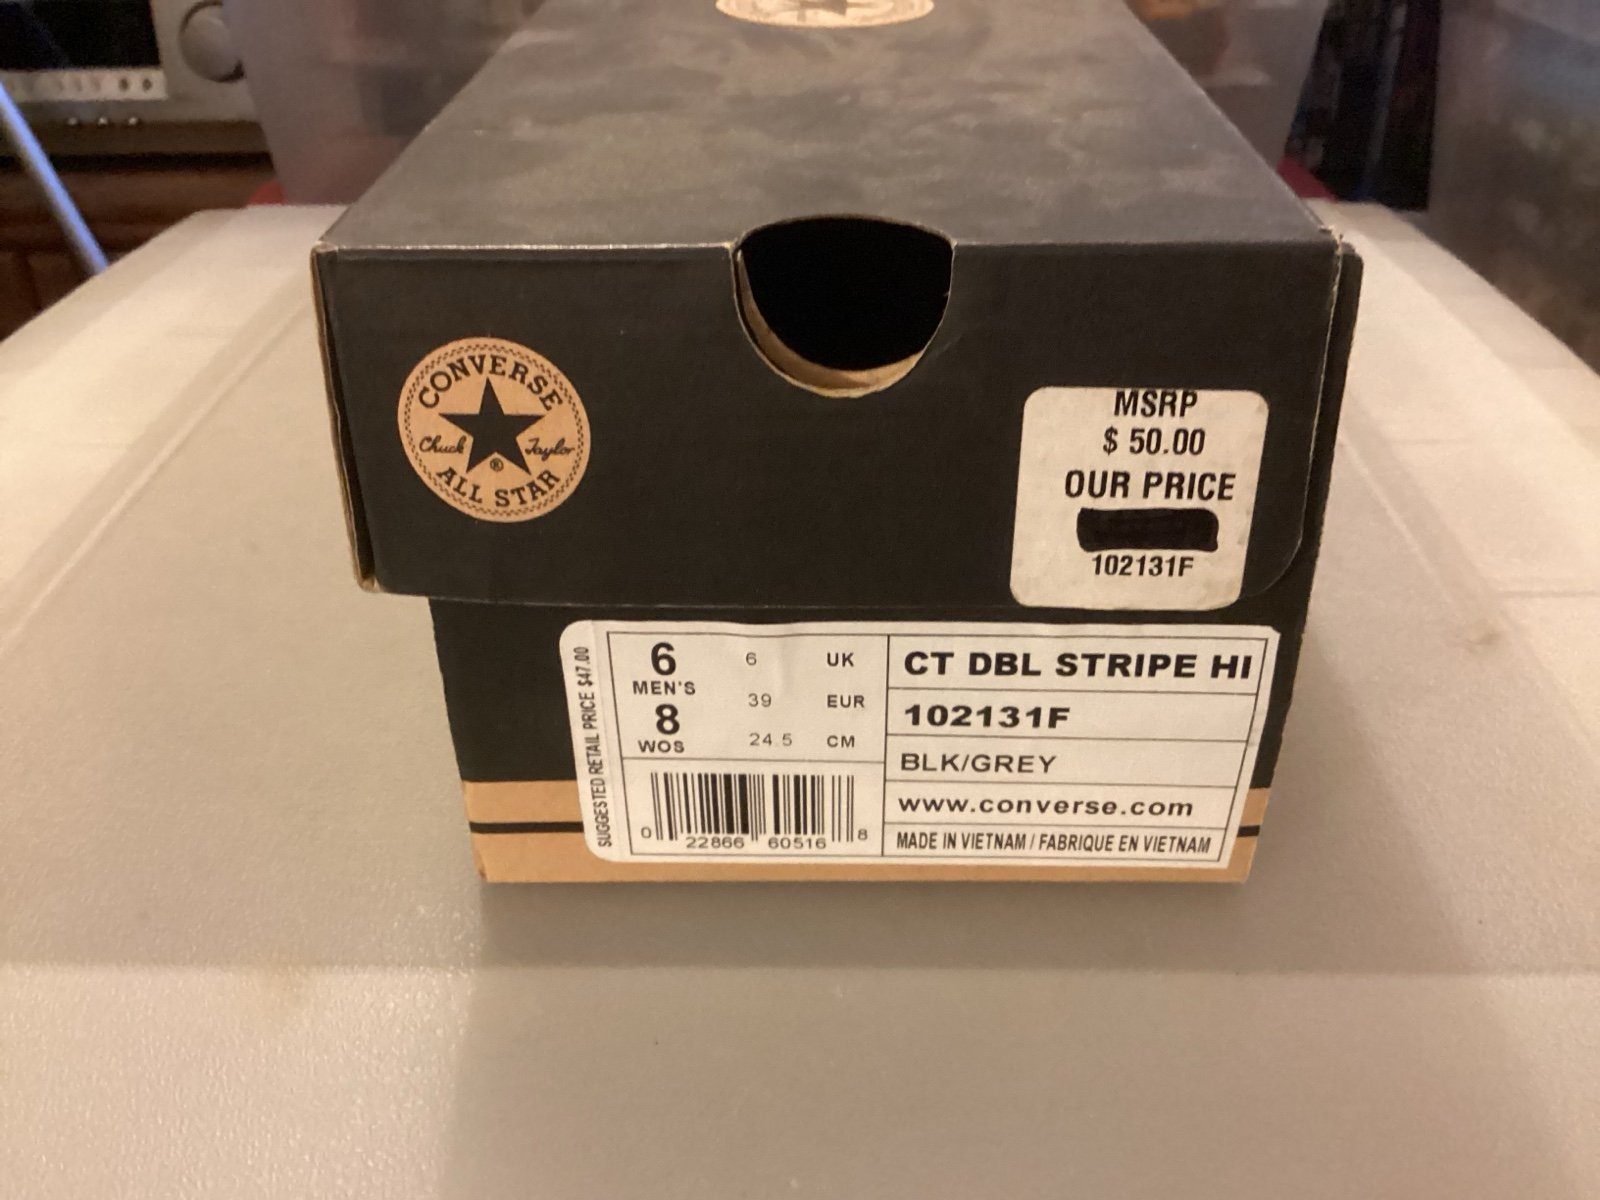 CONVERSE
Chuck Taylor
®
ALL STAR
MSRP
$ 50.00
OUR PRICE
102131F
SUGGESTED RETAIL PRICE $47.00
6 6 UK
MEN'S
39 EUR
8
WOS
24.5 CM
0 22866 60516 8
CT DBL STRIPE HI
102131F
BLK/GREY
www.converse.com
MADE IN VIETNAM / FABRIQUE EN VIETNAM